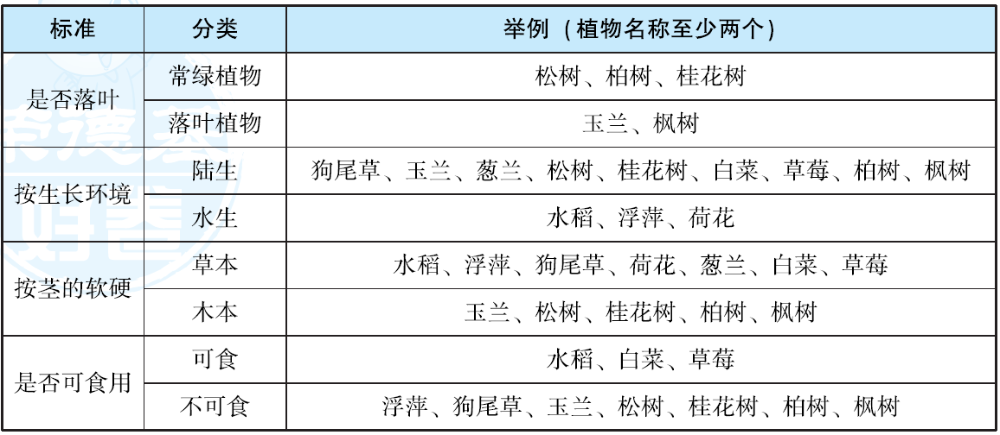 标准 分类 举例（植物名称至少两个）
是否落叶 常绿植物 松树、柏树、桂花树
落叶植物 玉兰、枫树
按生长环境 陆生 狗尾草、玉兰、葱兰、松树、桂花树、白菜、草莓、柏树、枫树
水生 水稻、浮萍、荷花
按茎的软硬 草本 水稻、浮萍、狗尾草、荷花、葱兰、白菜、草莓
木本 玉兰、松树、桂花树、柏树、枫树
是否可食用 可食 水稻、白菜、草莓
不可食 浮萍、狗尾草、玉兰、松树、桂花树、柏树、枫树
荣德基
好卷